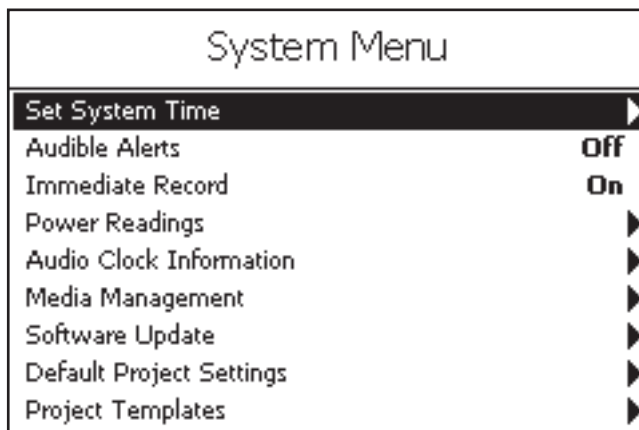 System Menu
Set System Time
Audible Alerts Off
Immediate Record On
Power Readings
Audio Clock Information
Media Management
Software Update
Default Project Settings
Project Templates